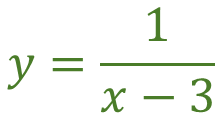 y = 1 / (x − 3)